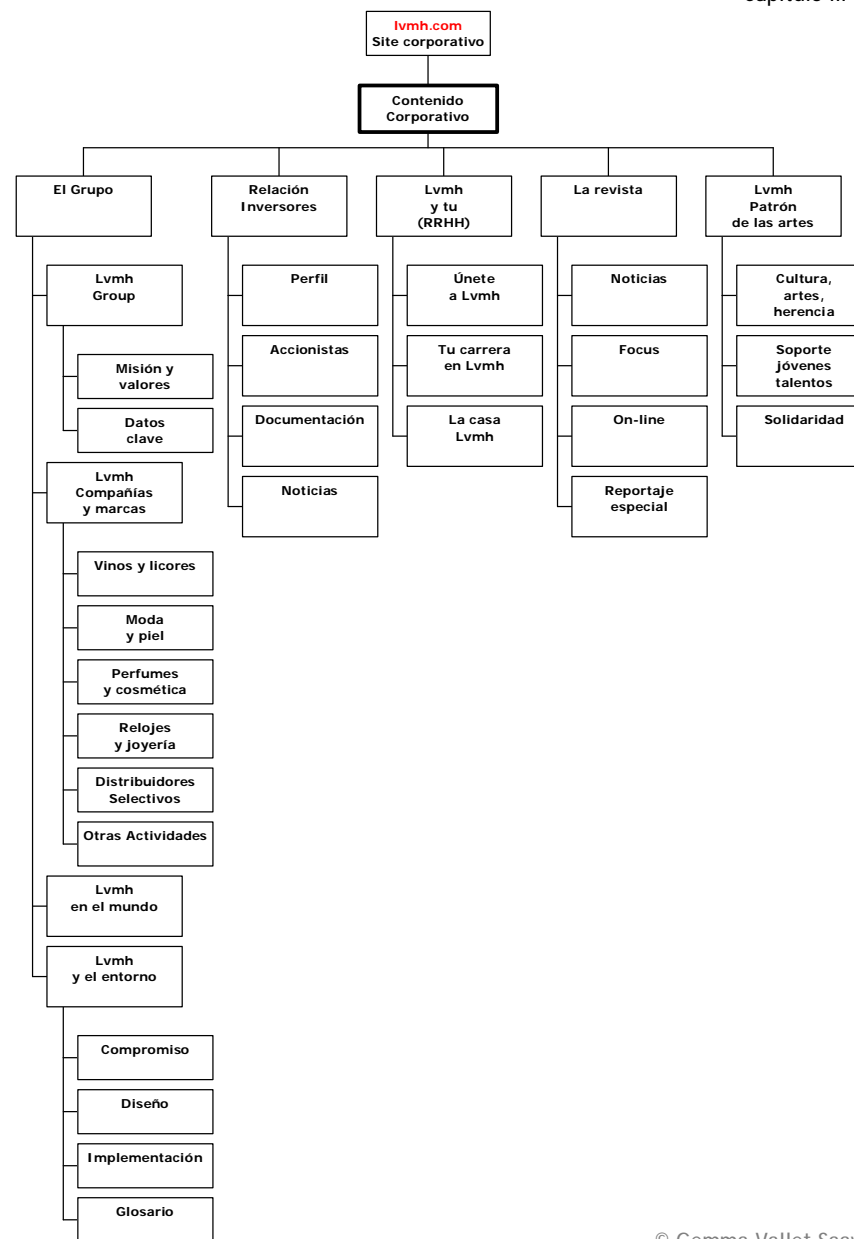 capítulo III
lvmh.com
Site corporativo
Contenido
Corporativo
El Grupo
Relación
Inversores
Lvmh
y tu
(RRHH)
La revista
Lvmh
Patrón
de las artes
Lvmh
Group
Perfil
Únete
a Lvmh
Noticias
Cultura,
artes,
herencia
Misión y
valores
Accionistas
Tu carrera
en Lvmh
Focus
Soporte
jóvenes
talentos
Datos
clave
Documentación
La casa
Lvmh
On-line
Solidaridad
Lvmh
Compañías
y marcas
Noticias
Reportaje
especial
Vinos y licores
Moda
y piel
Perfumes
y cosmética
Relojes
y joyería
Distribuidores
Selectivos
Otras Actividades
Lvmh
en el mundo
Lvmh
y el entorno
Compromiso
Diseño
Implementación
Glosario
© Gemma Vallet